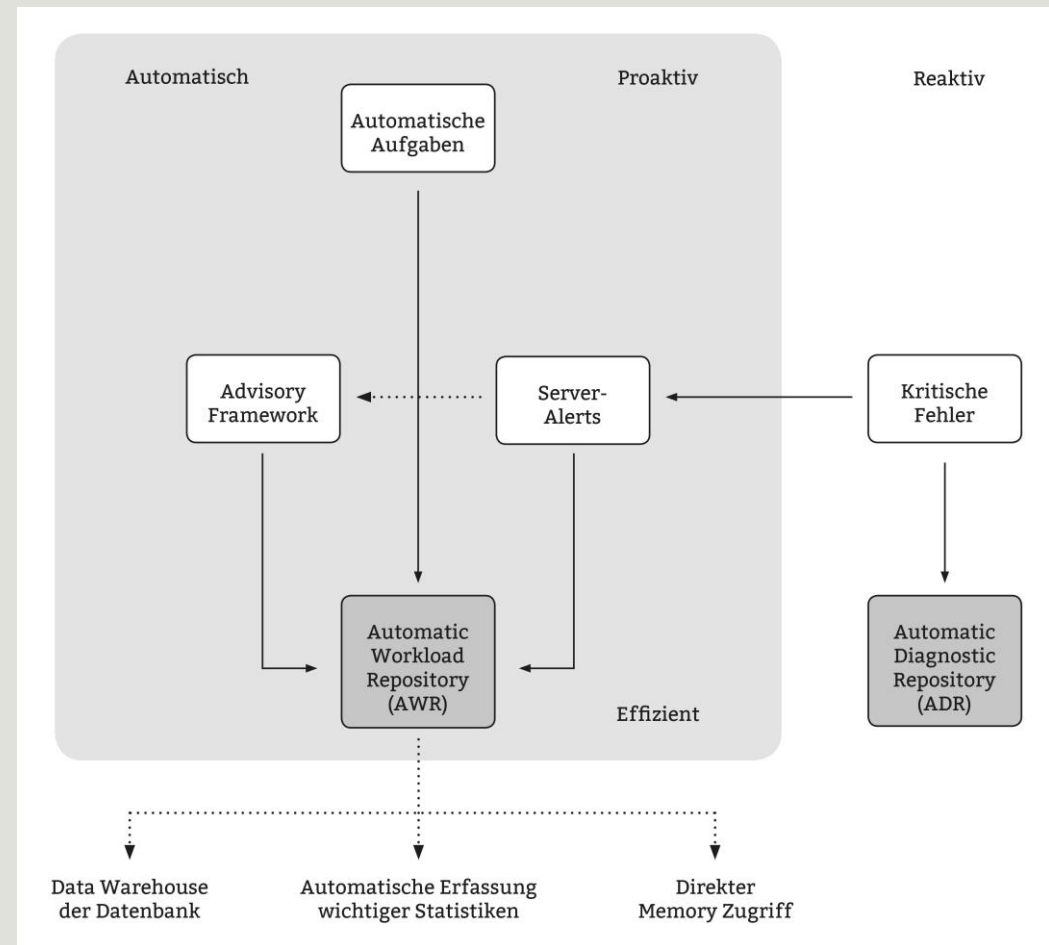 Automatisch
Proaktiv
Reaktiv
Automatische
Aufgaben
Advisory
Framework
Server-
Alerts
Kritische
Fehler
Automatic
Workload
Repository
(AWR)
Automatic
Diagnostic
Repository
(ADR)
Effizient
Data Warehouse
der Datenbank
Automatische Erfassung
wichtiger Statistiken
Direkter
Memory Zugriff